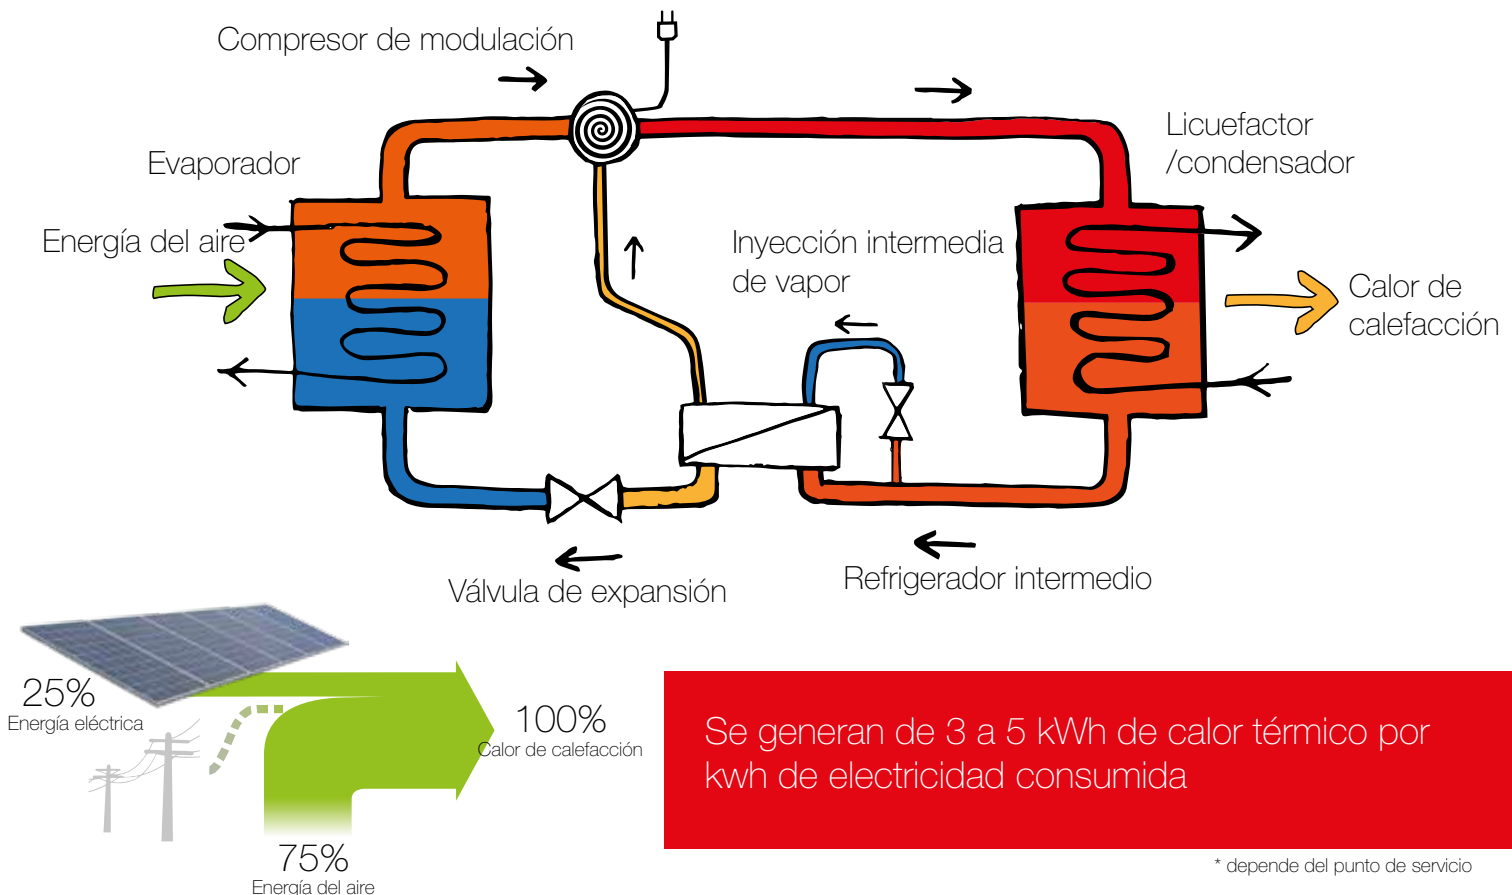 Compresor de modulación
Evaporador
Energía del aire
Licuefactor
/condensador
Inyección intermedia
de vapor
Calor de
calefacción
Válvula de expansión
Refrigerador intermedio
25%
Energía eléctrica
100%
Calor de calefacción
75%
Energía del aire
Se generan de 3 a 5 kWh de calor térmico por
kwh de electricidad consumida
* depende del punto de servicio